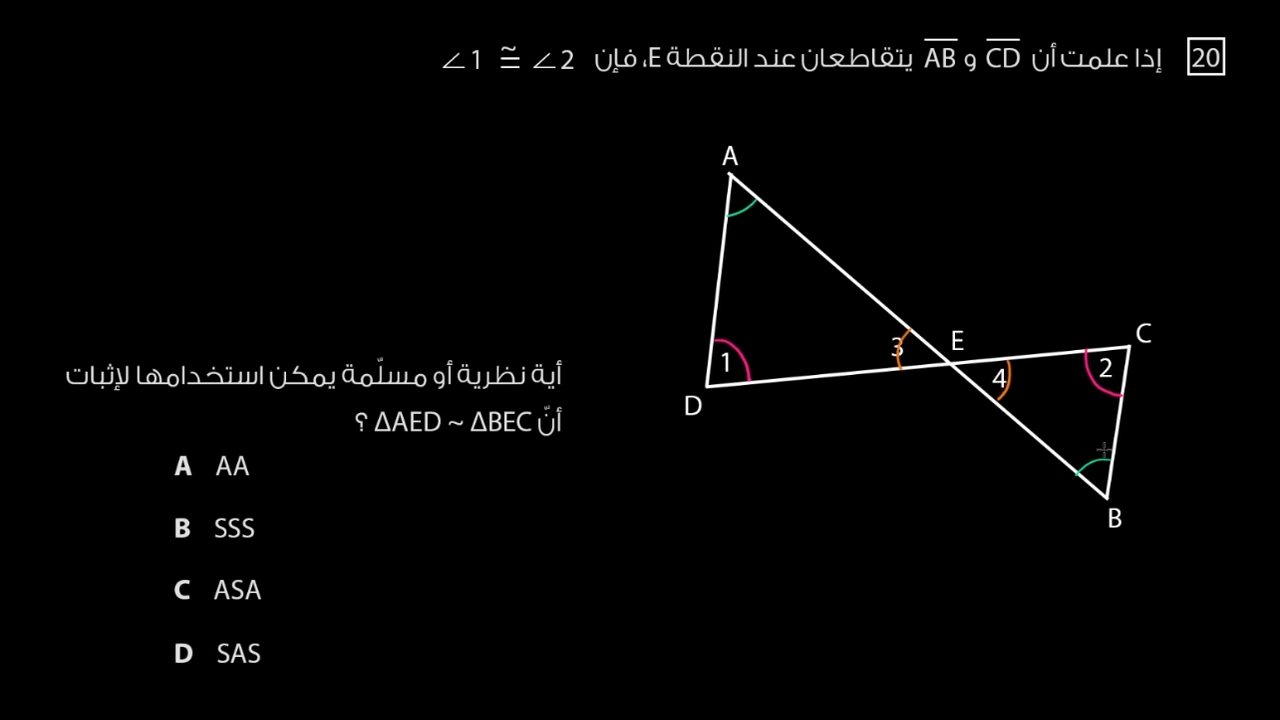 20 إذا علمت أن CD و AB يتقاطعان عند النقطة E، فإن ∠1 ≅ ∠2
A
E
C
3
1
4
2
D
B
أية نظرية أو مسلّمة يمكن استخدامها لإثبات
أنّ ΔAED ~ ΔBEC ؟
A AA
B SSS
C ASA
D SAS